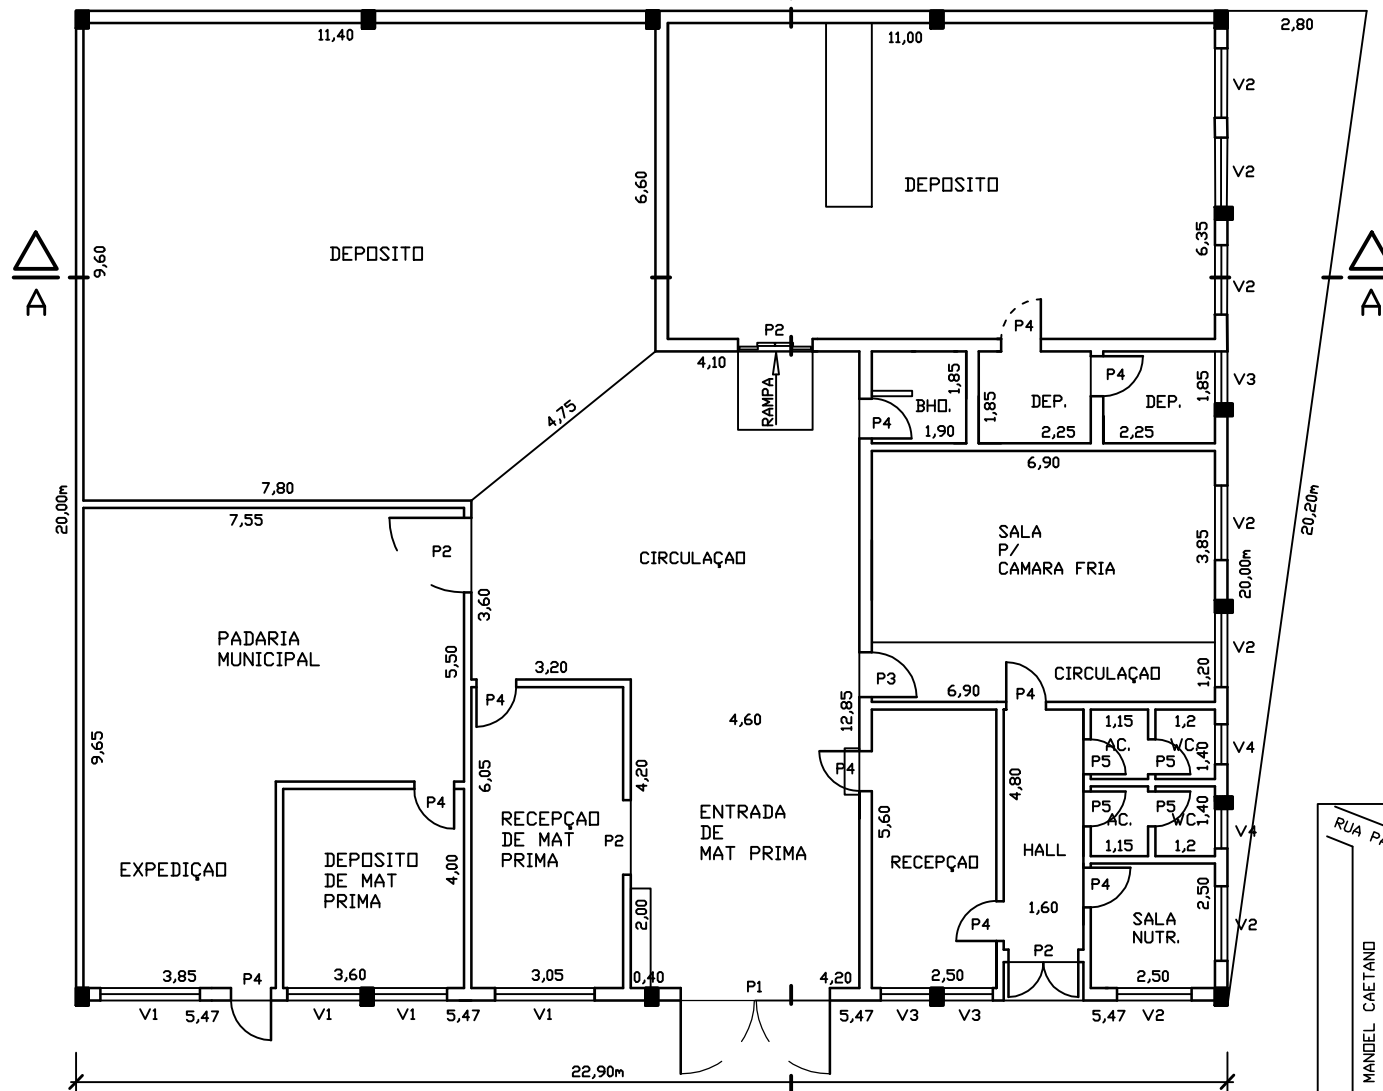 11,40
11,00
2,80
V2
V2
V2
6,60
DEPOSITO
6,35
DEPOSITO
9,60
A
A
P2
P4
4,10
RAMPA
1,85
BHO.
1,90
P4
1,85
DEP.
2,25
P4
DEP.
2,25
1,85
V3
4,75
7,80
7,55
20,00m
6,90
SALA
P/
CAMARA FRIA
3,85
V2
20,00m
20,20m
P2
CIRCULAÇAO
3,60
PADARIA
MUNICIPAL
5,50
3,20
P4
P3
6,90
P4
CIRCULAÇAO
1,20
V2
4,60
12,85
9,65
6,05
4,20
P4
4,80
1,15
AC.
P5
1,2
WC.
P5
1,40
V4
P4
RECEPÇAO
DE MAT
PRIMA
P2
ENTRADA
DE
MAT PRIMA
5,60
RECEPÇAO
HALL
P5
AC.
1,15
P5
WC.
1,2
1,40
V4
RUA PA
EXPEDIÇAO
DEPOSITO
DE MAT
PRIMA
4,00
2,00
P4
1,60
P4
SALA
NUTR.
2,50
V2
MANOEL CAETANO
3,85
P4
3,60
3,05
0,40
P1
4,20
2,50
P2
2,50
V1
5,47
V1
V1
5,47
V1
5,47
V3
V3
5,47
V2
22,90m